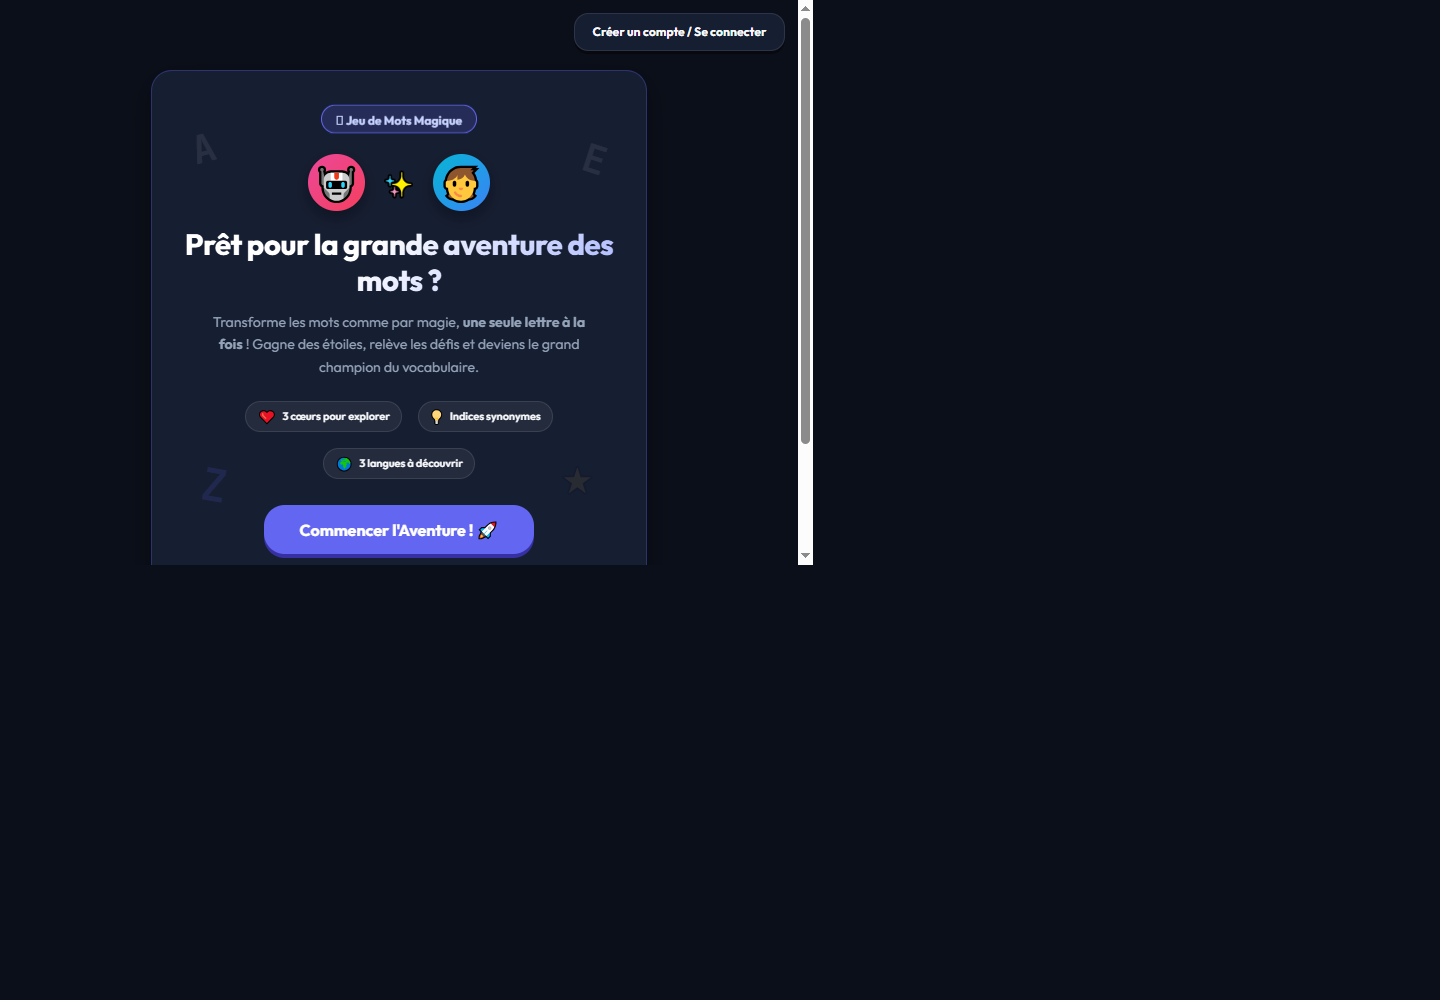 Créer un compte / Se connecter
Jeu de Mots Magique
A
E
Prêt pour la grande aventure des
mots ?
Transforme les mots comme par magie, une seule lettre à la
fois ! Gagne des étoiles, relève les défis et deviens le grand
champion du vocabulaire.
3 cœurs pour explorer
Indices synonymes
3 langues à découvrir
Z
Commencer l'Aventure !